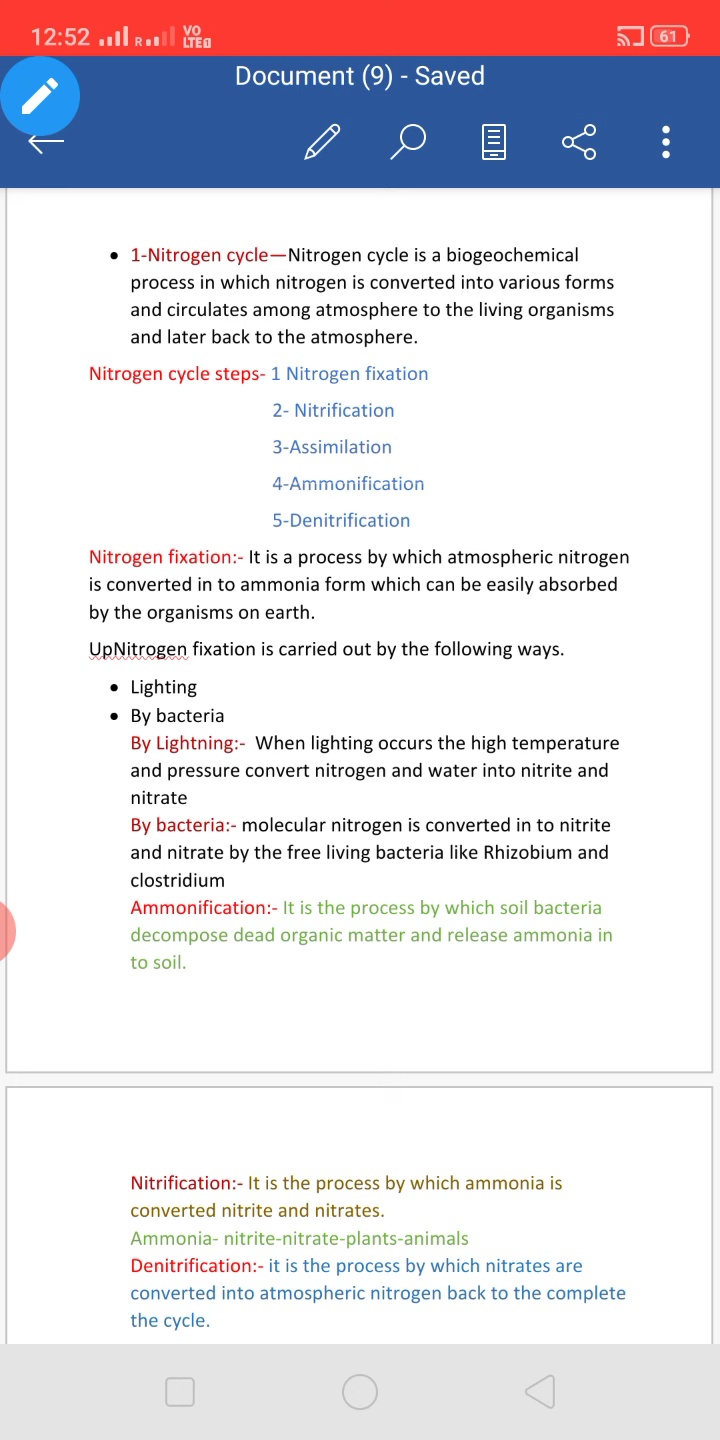 12:52 R VO LTE 61
Document (9) - Saved
• 1-Nitrogen cycle—Nitrogen cycle is a biogeochemical
process in which nitrogen is converted into various forms
and circulates among atmosphere to the living organisms
and later back to the atmosphere.
Nitrogen cycle steps- 1 Nitrogen fixation
2- Nitrification
3-Assimilation
4-Ammonification
5-Denitrification
Nitrogen fixation:- It is a process by which atmospheric nitrogen
is converted in to ammonia form which can be easily absorbed
by the organisms on earth.
UpNitrogen fixation is carried out by the following ways.
• Lighting
• By bacteria
By Lightning:- When lighting occurs the high temperature
and pressure convert nitrogen and water into nitrite and
nitrate
By bacteria:- molecular nitrogen is converted in to nitrite
and nitrate by the free living bacteria like Rhizobium and
clostridium
Ammonification:- It is the process by which soil bacteria
decompose dead organic matter and release ammonia in
to soil.
Nitrification:- It is the process by which ammonia is
converted nitrite and nitrates.
Ammonia- nitrite-nitrate-plants-animals
Denitrification:- it is the process by which nitrates are
converted into atmospheric nitrogen back to the complete
the cycle.